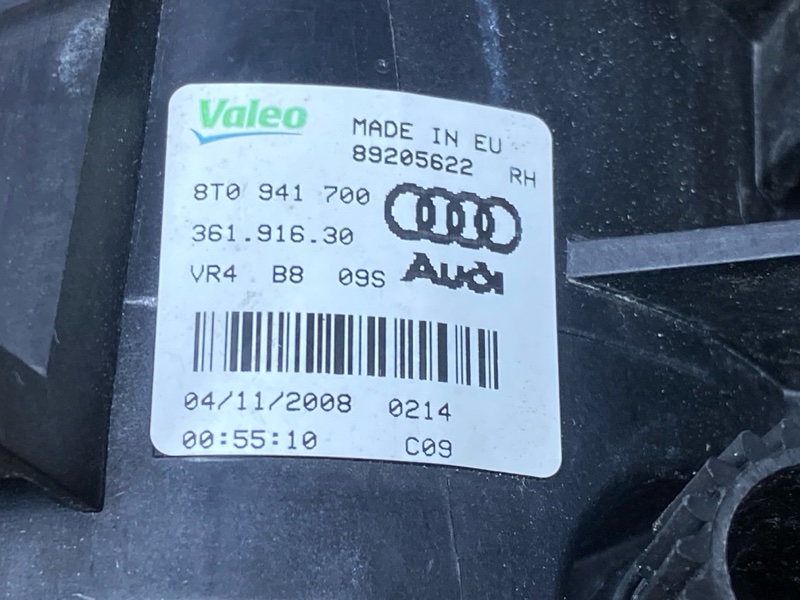 Valeo
MADE IN EU
89205622 RH
8T0 941 700
361.916.30
VR4 B8 09S Audi
04/11/2008 0214
00:55:10 C09